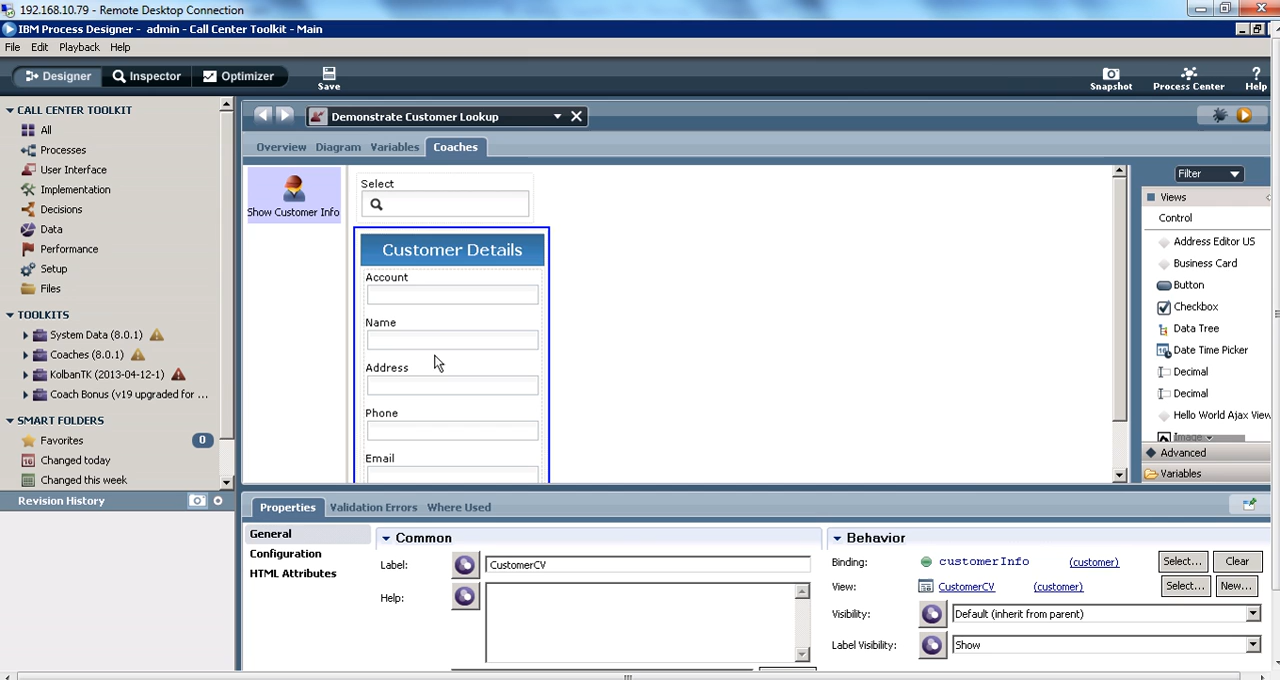 192.168.10.79 - Remote Desktop Connection
IBM Process Designer - admin - Call Center Toolkit - Main
File Edit Playback Help
Designer Inspector Optimizer Save Snapshot Process Center Help
CALL CENTER TOOLKIT
All
Processes
User Interface
Implementation
Decisions
Data
Performance
Setup
Files
TOOLKITS
System Data (8.0.1)
Coaches (8.0.1)
KolbanTK (2013-04-12-1)
Coach Bonus (v19 upgraded for ...
SMART FOLDERS
Favorites 0
Changed today
Changed this week
Revision History
Demonstrate Customer Lookup
Overview Diagram Variables Coaches
Show Customer Info
Select
Customer Details
Account
Name
Address
Phone
Email
Filter
Views
Control
Address Editor US
Business Card
Button
Checkbox
Data Tree
Date Time Picker
Decimal
Decimal
Hello World Ajax View
Image
Advanced
Variables
Properties Validation Errors Where Used
General
Configuration
HTML Attributes
Common
Label: CustomerCV
Help:
Behavior
Binding: customerInfo (customer) Select... Clear
View: CustomerCV (customer) Select... New...
Visibility: Default (inherit from parent)
Label Visibility: Show